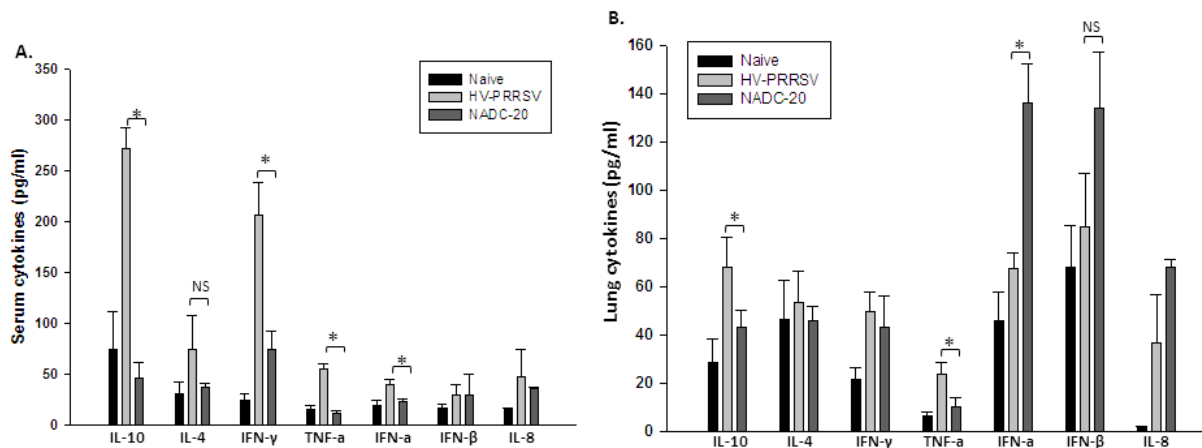 A.
Serum cytokines (pg/ml)
350
300
250
200
150
100
50
0
Naive
HV-PRRSV
NADC-20
*
NS
*
*
*
IL-10 IL-4 IFN-γ TNF-a IFN-a IFN-β IL-8
B.
Lung cytokines (pg/ml)
160
140
120
100
80
60
40
20
0
Naive
HV-PRRSV
NADC-20
*
*
*
NS
IL-10 IL-4 IFN-γ TNF-a IFN-a IFN-β IL-8